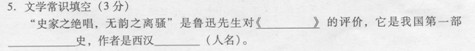 5. 文学常识填空（3 分）
“史家之绝唱，无韵之离骚”是鲁迅先生对《________》的评价，它是我国第一部
________史，作者是西汉________（人名）。